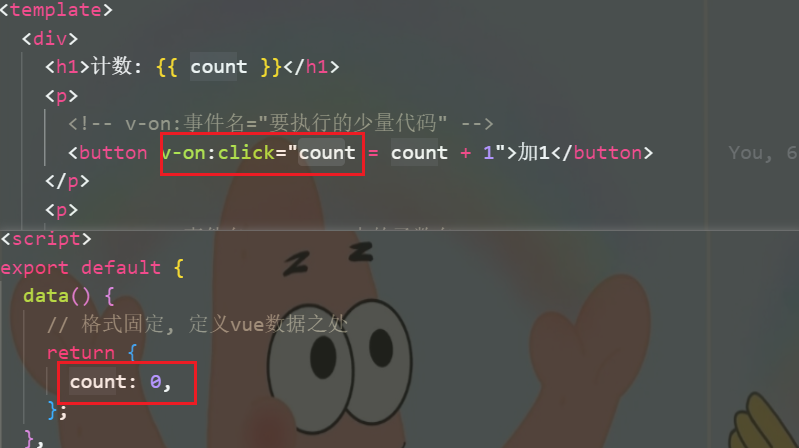 <template>
<div>
<h1>计数: {{ count }}</h1>
<p>
<!-- v-on:事件名="要执行的少量代码" -->
<button v-on:click="count = count + 1">加1</button>
You, 6
</p>
<p>
<script>
export default {
data() {
// 格式固定, 定义vue数据之处
return {
count: 0,
};
},